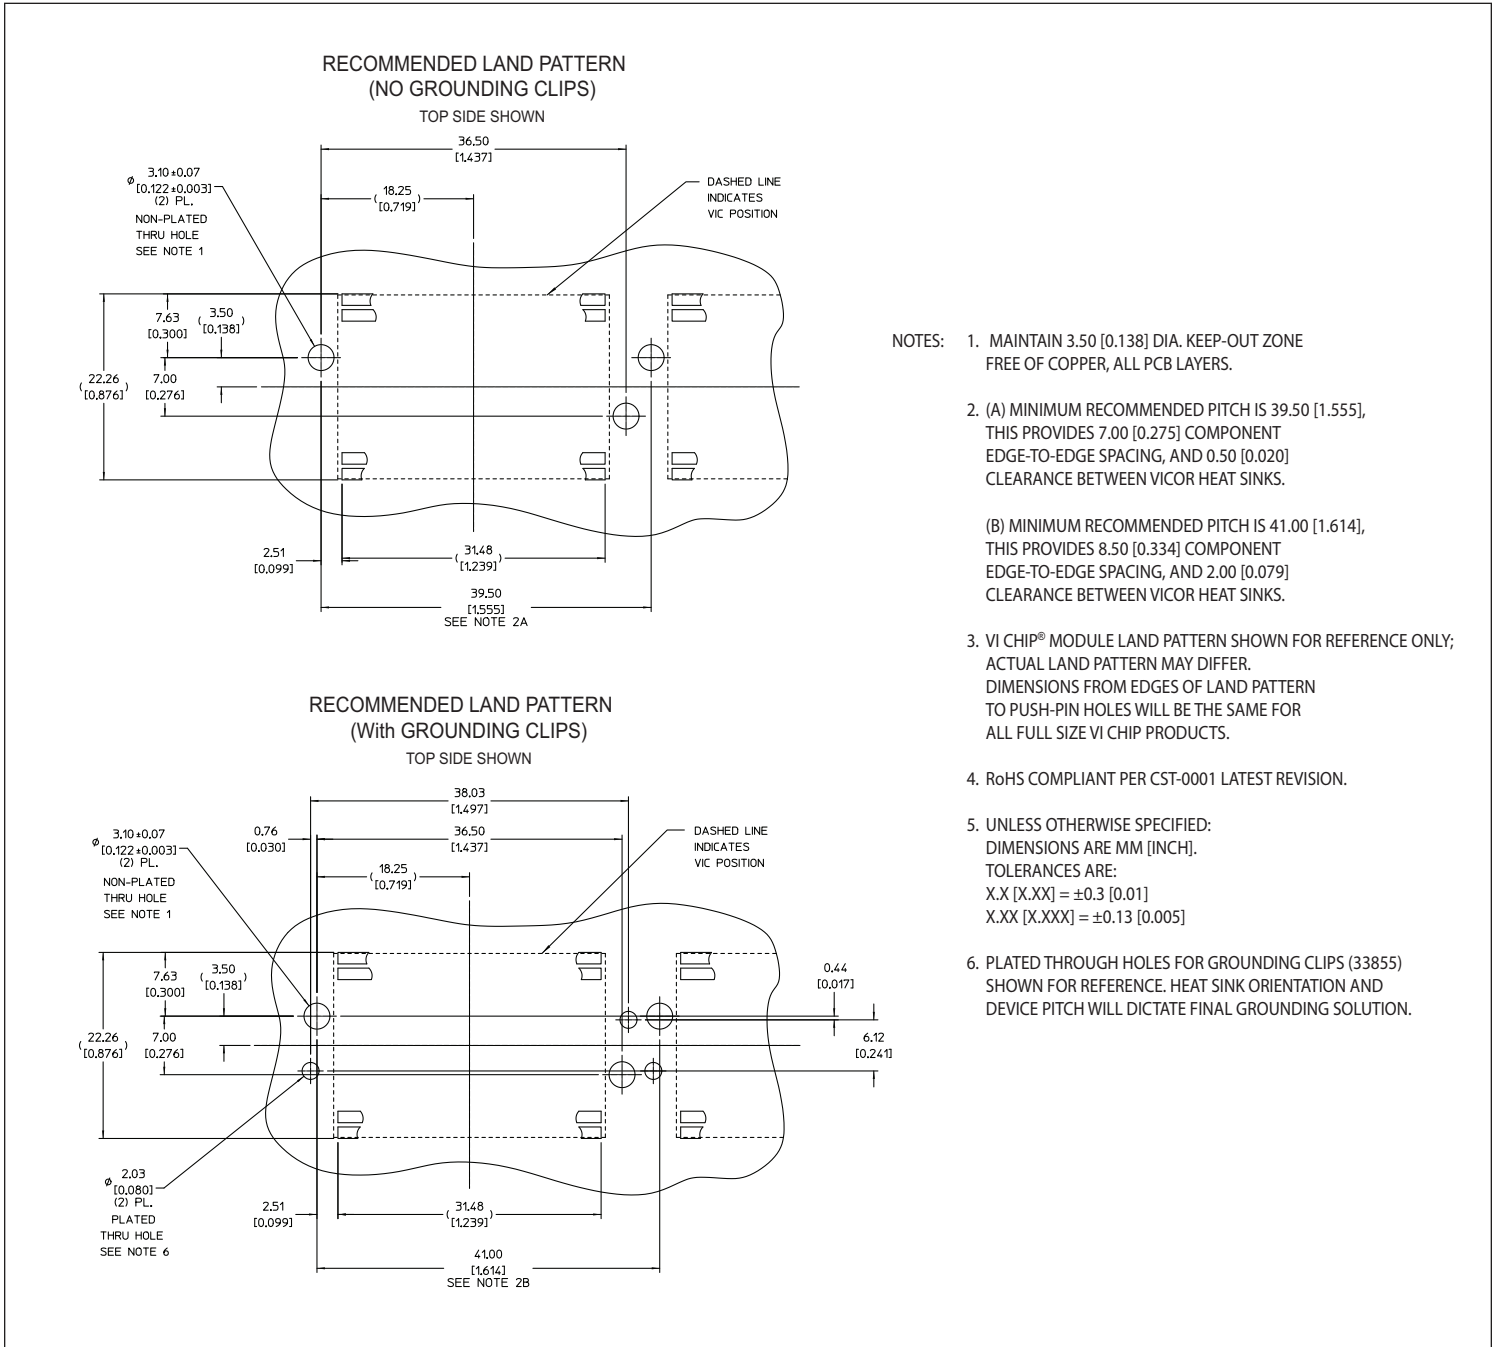 RECOMMENDED LAND PATTERN
(NO GROUNDING CLIPS)
TOP SIDE SHOWN
36.50
[1.437]
ø 3.10±0.07
[0.122±0.003]
(2) PL.
NON-PLATED
THRU HOLE
SEE NOTE 1
(18.25)
[0.719]
DASHED LINE
INDICATES
VIC POSITION
7.63
[0.300]
(3.50)
[0.138]
(22.26)
[0.876]
7.00
[0.276]
2.51
[0.099]
(31.48)
[1.239]
39.50
[1.555]
SEE NOTE 2A
RECOMMENDED LAND PATTERN
(With GROUNDING CLIPS)
TOP SIDE SHOWN
38.03
[1.497]
0.76
[0.030]
36.50
[1.437]
ø 3.10±0.07
[0.122±0.003]
(2) PL.
NON-PLATED
THRU HOLE
SEE NOTE 1
(18.25)
[0.719]
DASHED LINE
INDICATES
VIC POSITION
7.63
[0.300]
(3.50)
[0.138]
0.44
[0.017]
(22.26)
[0.876]
7.00
[0.276]
6.12
[0.241]
ø 2.03
[0.080]
(2) PL.
PLATED
THRU HOLE
SEE NOTE 6
2.51
[0.099]
(31.48)
[1.239]
41.00
[1.614]
SEE NOTE 2B
NOTES: 1. MAINTAIN 3.50 [0.138] DIA. KEEP-OUT ZONE
FREE OF COPPER, ALL PCB LAYERS.
2. (A) MINIMUM RECOMMENDED PITCH IS 39.50 [1.555],
THIS PROVIDES 7.00 [0.275] COMPONENT
EDGE-TO-EDGE SPACING, AND 0.50 [0.020]
CLEARANCE BETWEEN VICOR HEAT SINKS.
(B) MINIMUM RECOMMENDED PITCH IS 41.00 [1.614],
THIS PROVIDES 8.50 [0.334] COMPONENT
EDGE-TO-EDGE SPACING, AND 2.00 [0.079]
CLEARANCE BETWEEN VICOR HEAT SINKS.
3. VI CHIP® MODULE LAND PATTERN SHOWN FOR REFERENCE ONLY;
ACTUAL LAND PATTERN MAY DIFFER.
DIMENSIONS FROM EDGES OF LAND PATTERN
TO PUSH-PIN HOLES WILL BE THE SAME FOR
ALL FULL SIZE VI CHIP PRODUCTS.
4. RoHS COMPLIANT PER CST-0001 LATEST REVISION.
5. UNLESS OTHERWISE SPECIFIED:
DIMENSIONS ARE MM [INCH].
TOLERANCES ARE:
X.X [X.XX] = ±0.3 [0.01]
X.XX [X.XXX] = ±0.13 [0.005]
6. PLATED THROUGH HOLES FOR GROUNDING CLIPS (33855)
SHOWN FOR REFERENCE. HEAT SINK ORIENTATION AND
DEVICE PITCH WILL DICTATE FINAL GROUNDING SOLUTION.